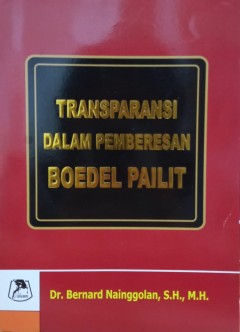 TRANSPARANSI
DALAM PEMBERESAN
BOEDEL PAILIT
Dr. Bernard Nainggolan, S.H., M.H.